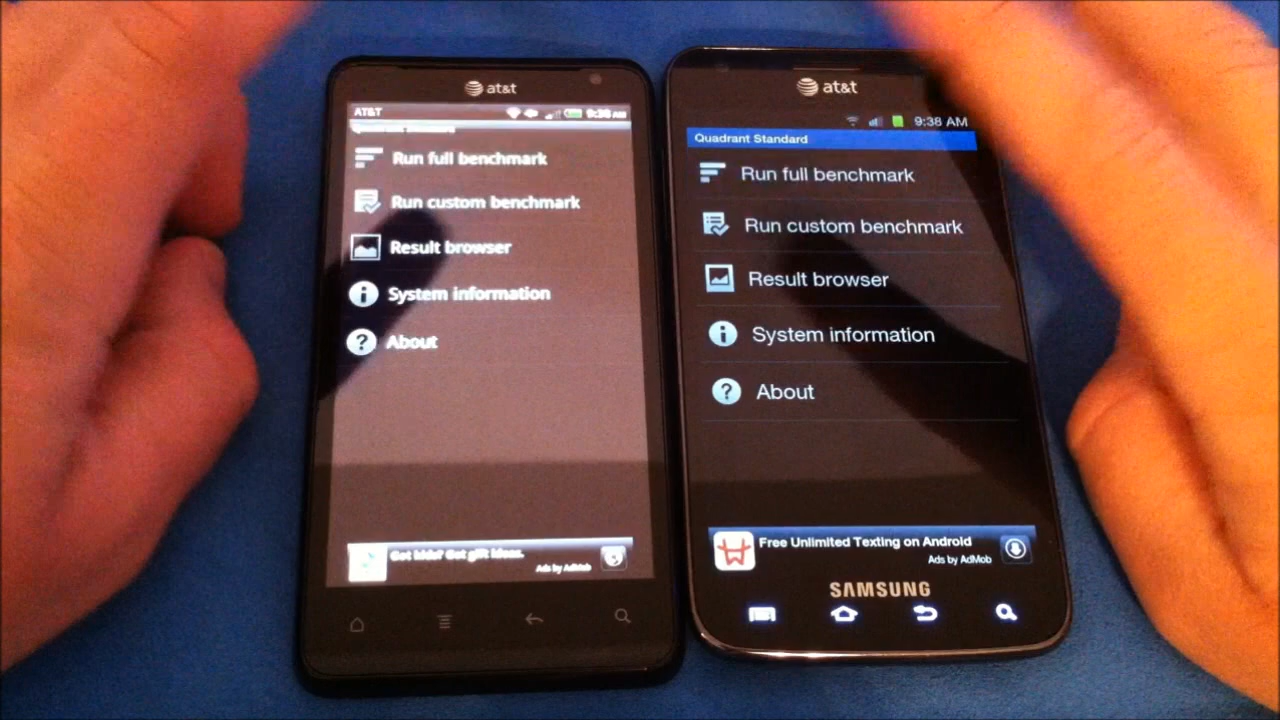 at&t
AT&T 9:38 AM
Run full benchmark
Run custom benchmark
Result browser
System information
About
Got kids? Got gift ideas.
Ads by AdMob
at&t
9:38 AM
Quadrant Standard
Run full benchmark
Run custom benchmark
Result browser
System information
About
Free Unlimited Texting on Android
Ads by AdMob
SAMSUNG